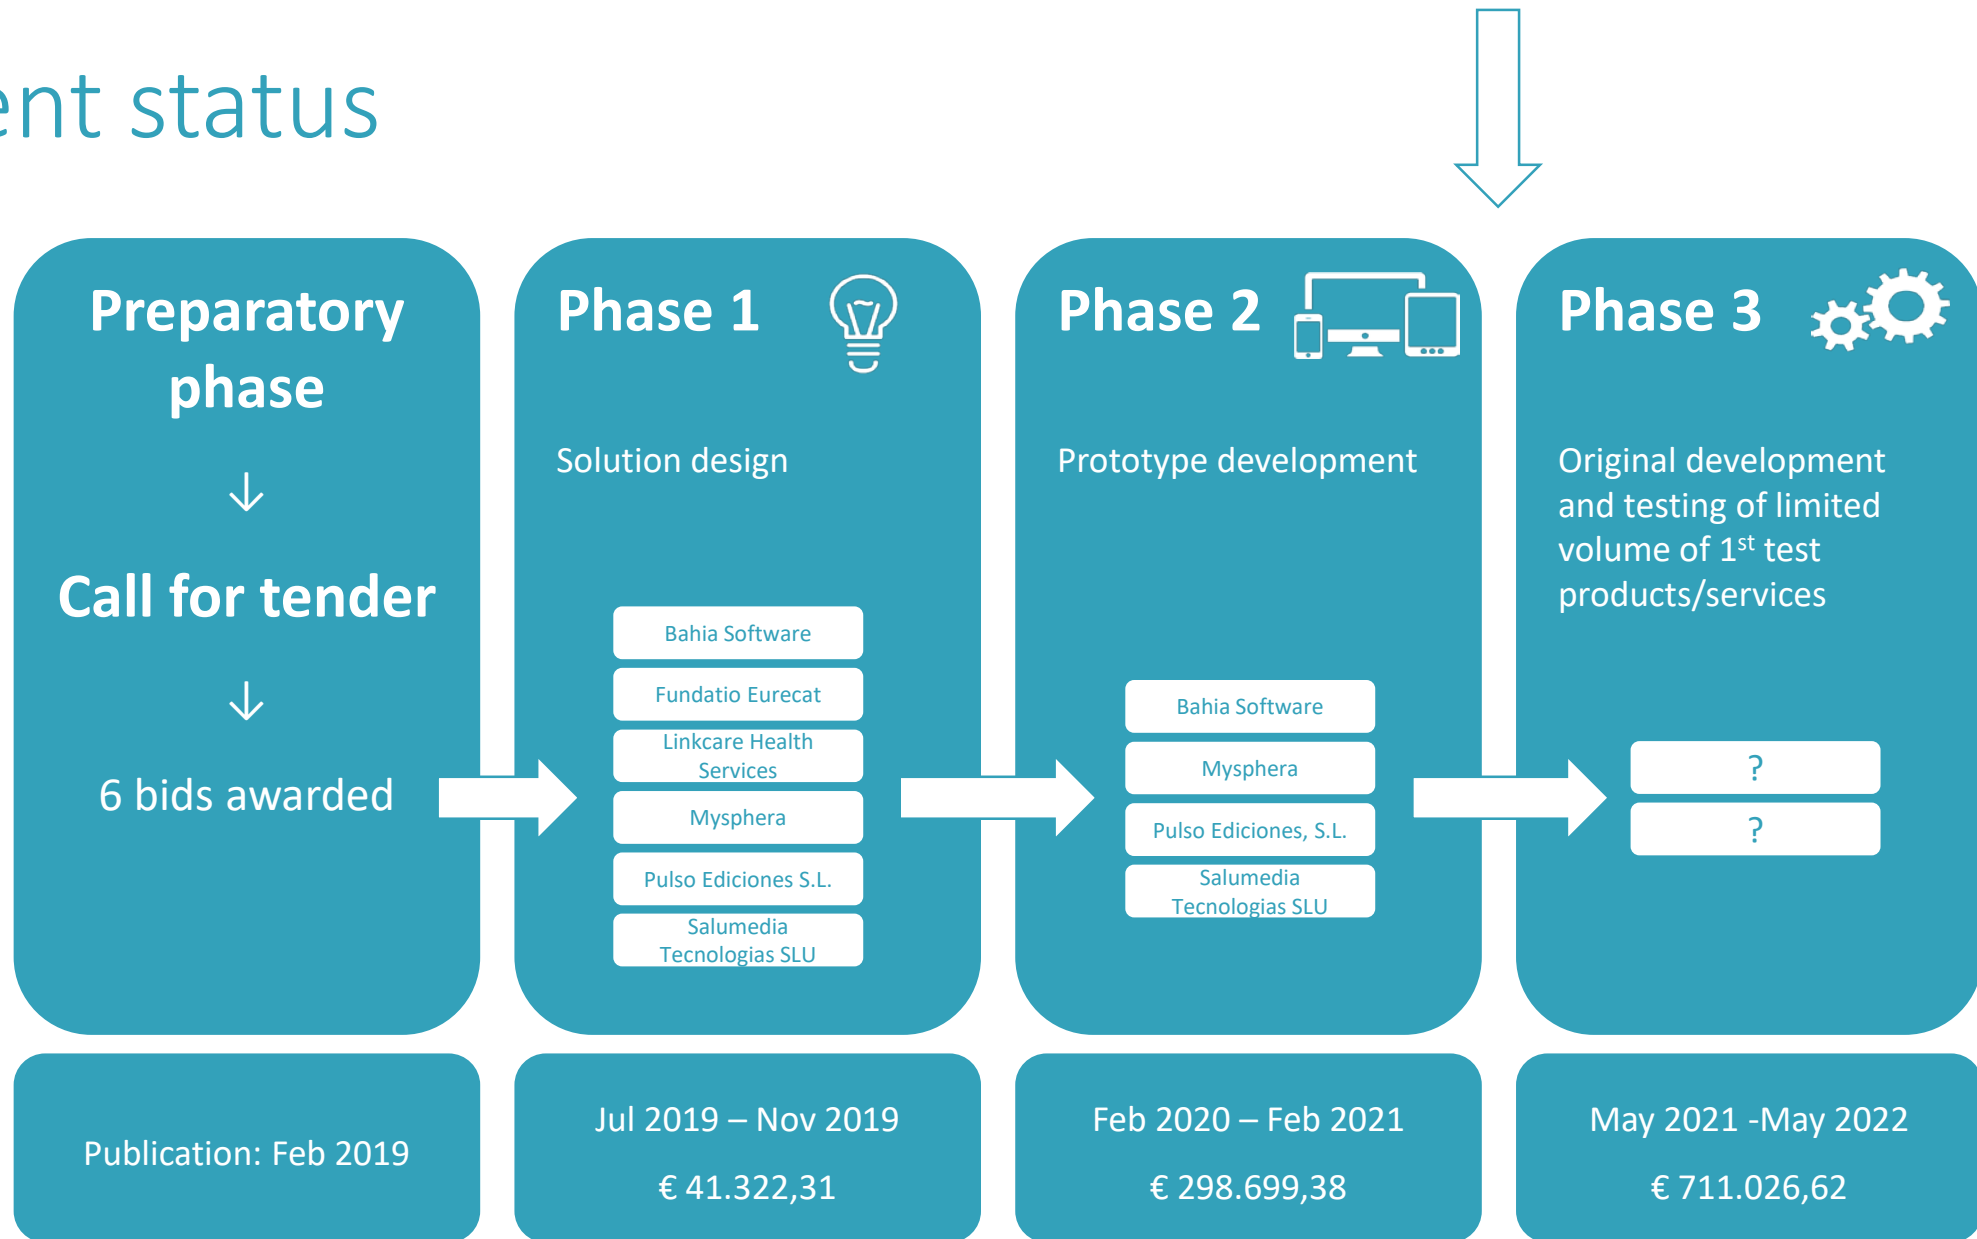 ent status
Preparatory
phase
↓
Call for tender
↓
6 bids awarded
Publication: Feb 2019
Phase 1
Solution design
Bahia Software
Fundatio Eurecat
Linkcare Health
Services
Mysphera
Pulso Ediciones S.L.
Salumedia
Tecnologias SLU
Jul 2019 – Nov 2019
€ 41.322,31
Phase 2
Prototype development
Bahia Software
Mysphera
Pulso Ediciones, S.L.
Salumedia
Tecnologias SLU
Feb 2020 – Feb 2021
€ 298.699,38
Phase 3
Original development
and testing of limited
volume of 1st test
products/services
?
?
May 2021 -May 2022
€ 711.026,62